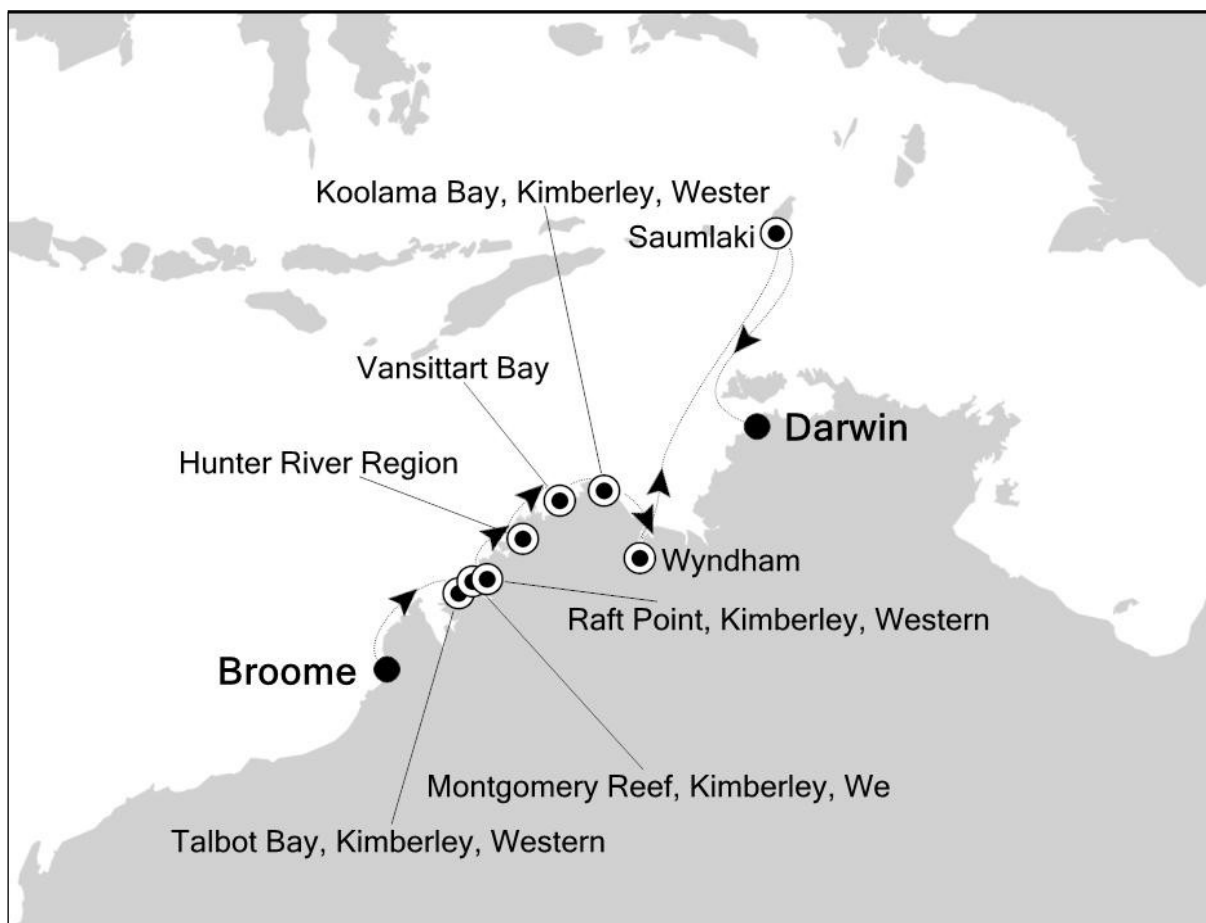 Koolama Bay, Kimberley, Wester
Saumlaki
Vansittart Bay
Darwin
Hunter River Region
Wyndham
Raft Point, Kimberley, Western
Broome
Montgomery Reef, Kimberley, We
Talbot Bay, Kimberley, Western